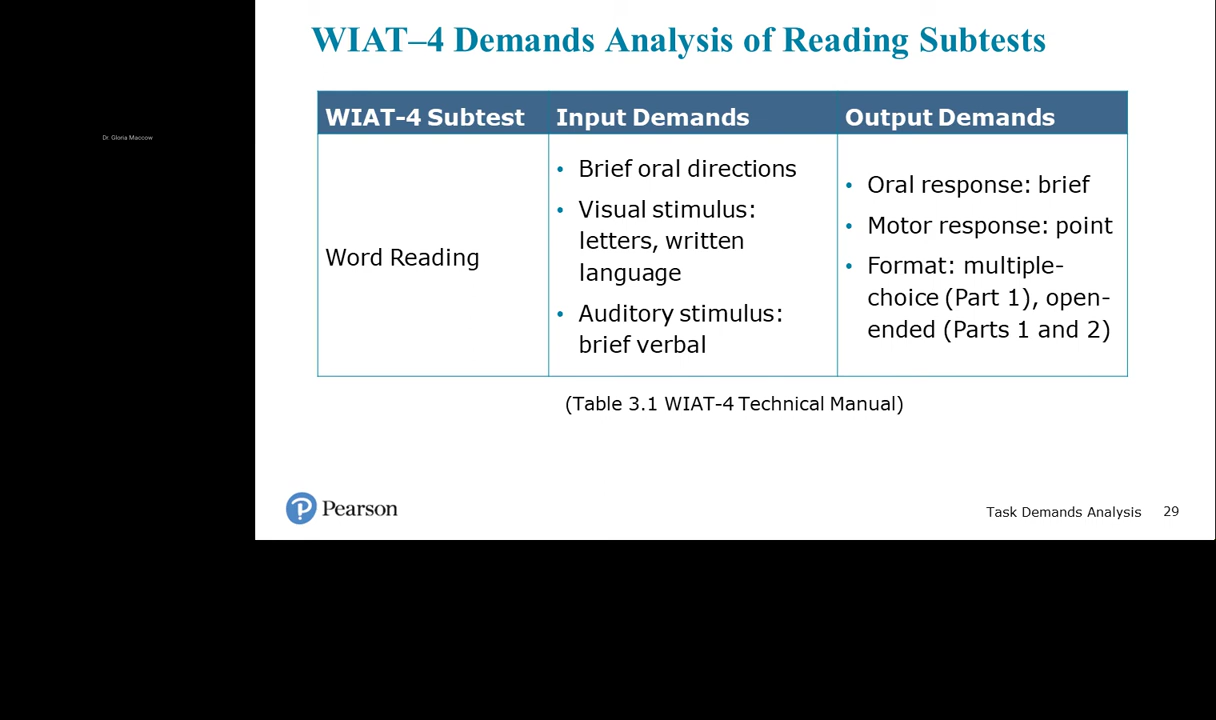 WIAT–4 Demands Analysis of Reading Subtests
Dr. Gloria Maccow
WIAT-4 Subtest
Input Demands
Output Demands
Word Reading
• Brief oral directions
• Visual stimulus:
letters, written
language
• Auditory stimulus:
brief verbal
• Oral response: brief
• Motor response: point
• Format: multiple-
choice (Part 1), open-
ended (Parts 1 and 2)
(Table 3.1 WIAT-4 Technical Manual)
Pearson
Task Demands Analysis 29